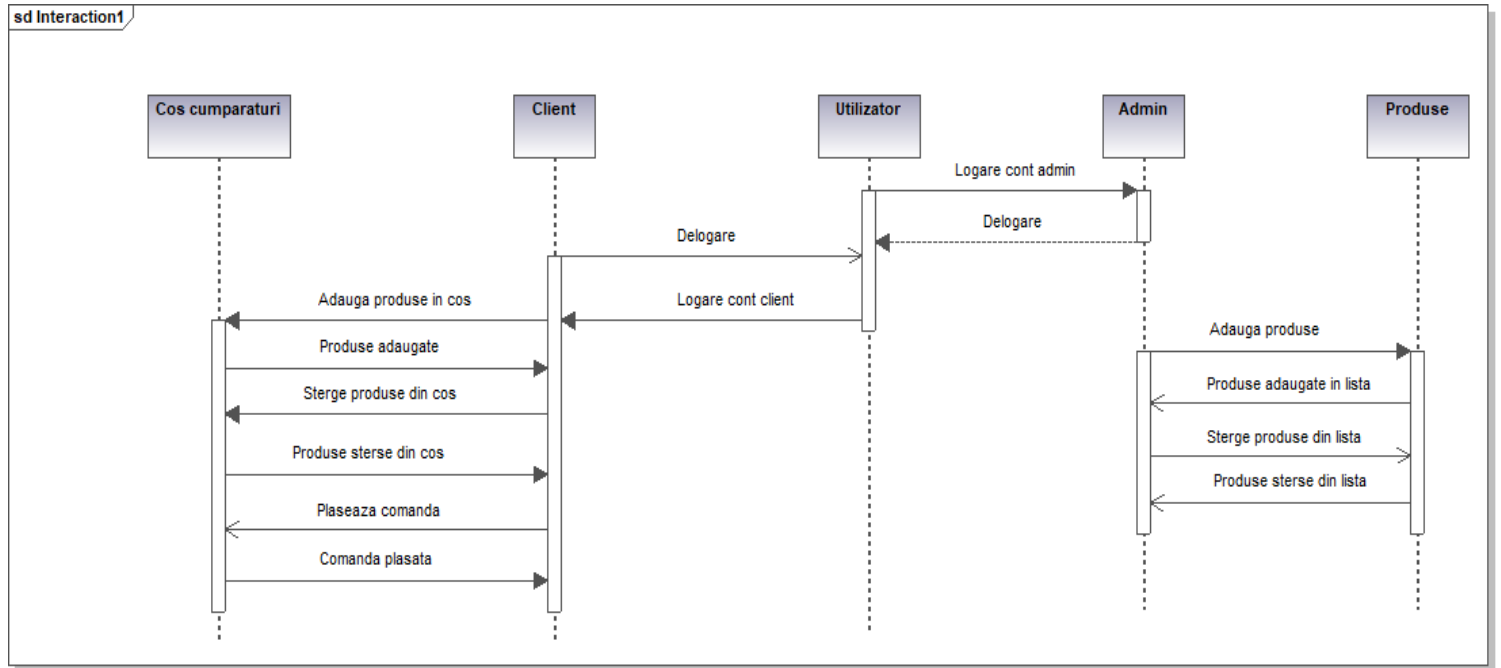 sd Interaction1
Cos cumparaturi
Client
Utilizator
Admin
Produse
Logare cont admin
Delogare
Delogare
Adauga produse in cos
Logare cont client
Adauga produse
Produse adaugate
Produse adaugate in lista
Sterge produse din cos
Sterge produse din lista
Produse sterse din cos
Produse sterse din lista
Plaseaza comanda
Comanda plasata